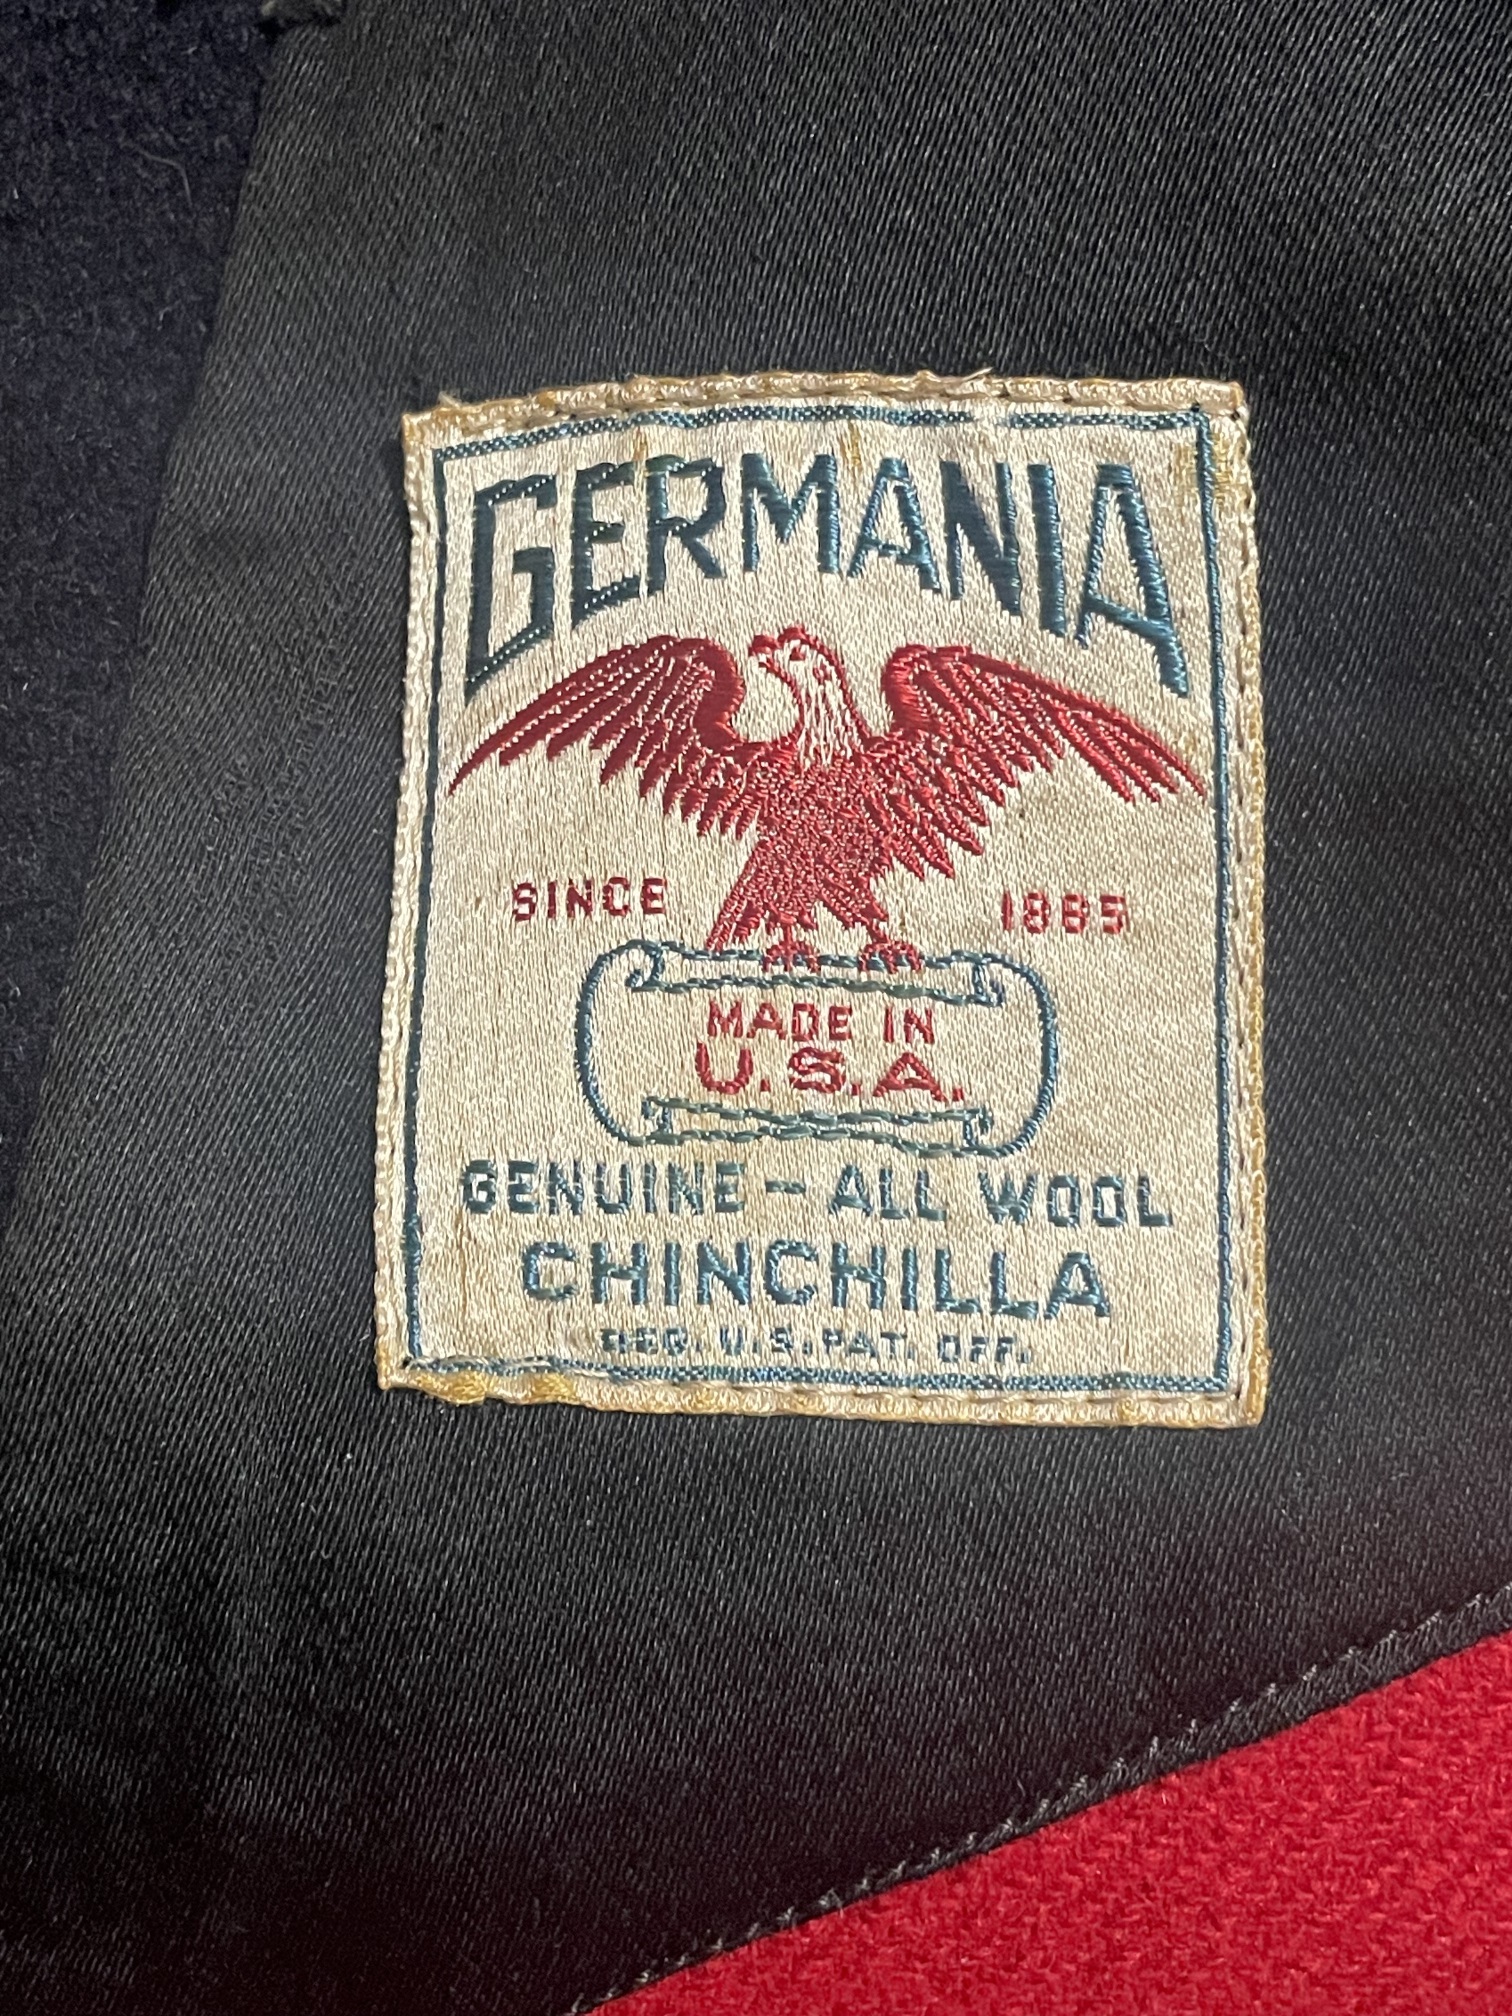 GERMANIA
SINCE 1885
MADE IN
U.S.A.
GENUINE - ALL WOOL
CHINCHILLA
REG. U.S. PAT. OFF.